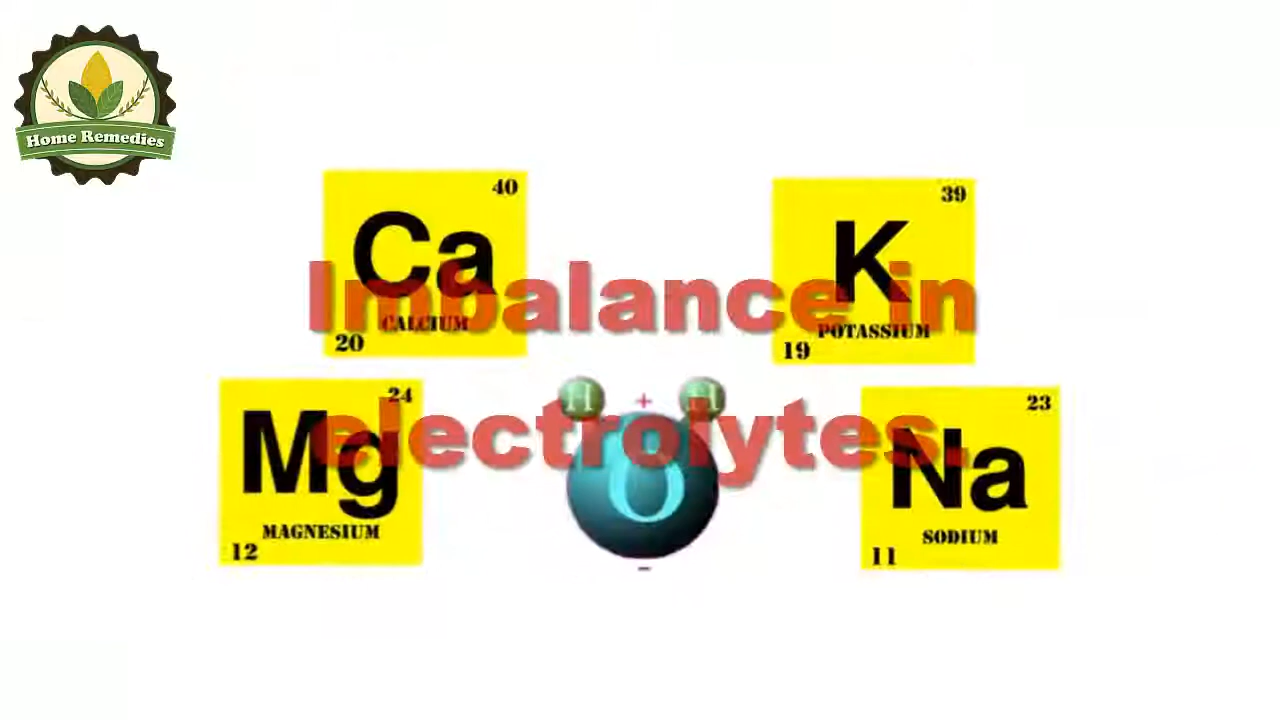 Home Remedies
40
Ca
CALCIUM
20
39
K
POTASSIUM
19
Imbalance in
electrolytes.
24
Mg
MAGNESIUM
12
H
+
H
O
-
23
Na
SODIUM
11